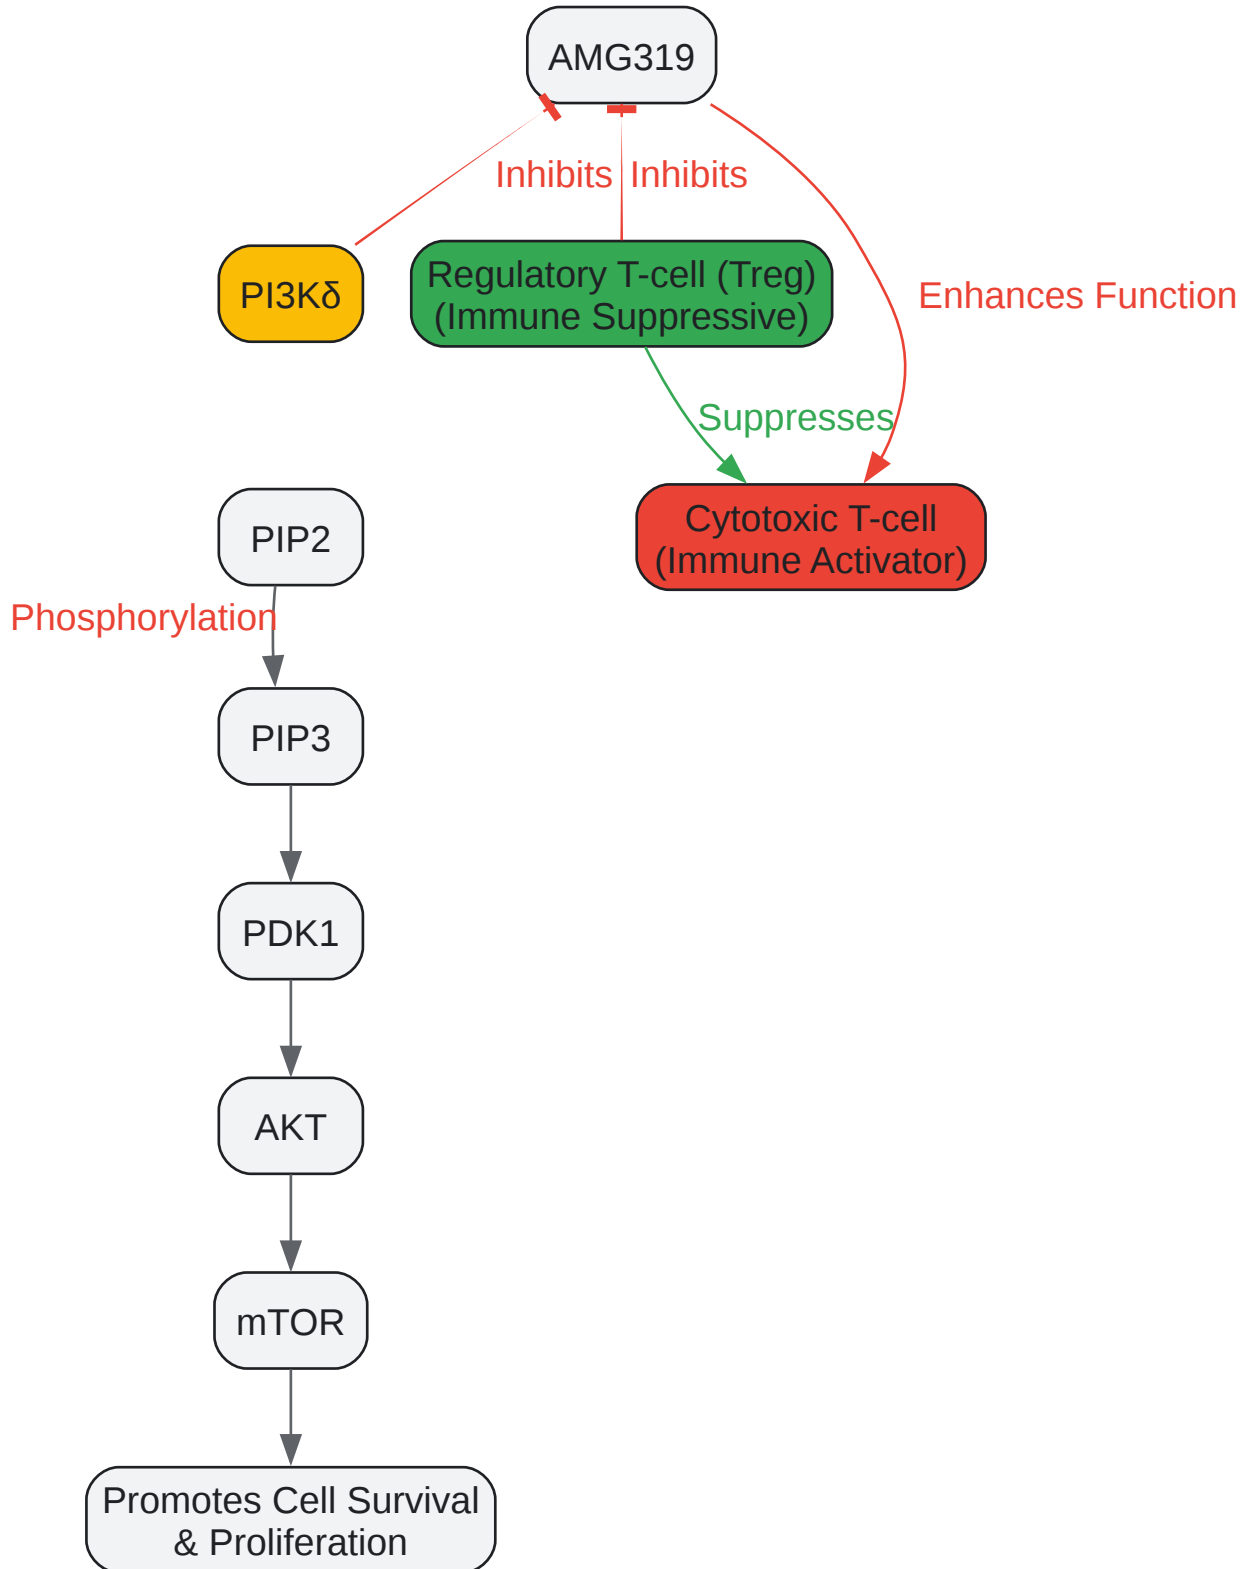 AMG319
Inhibits
Inhibits
PI3Kδ
Regulatory T-cell (Treg)
(Immune Suppressive)
Enhances Function
Suppresses
PIP2
Cytotoxic T-cell
(Immune Activator)
Phosphorylation
PIP3
PDK1
AKT
mTOR
Promotes Cell Survival
& Proliferation